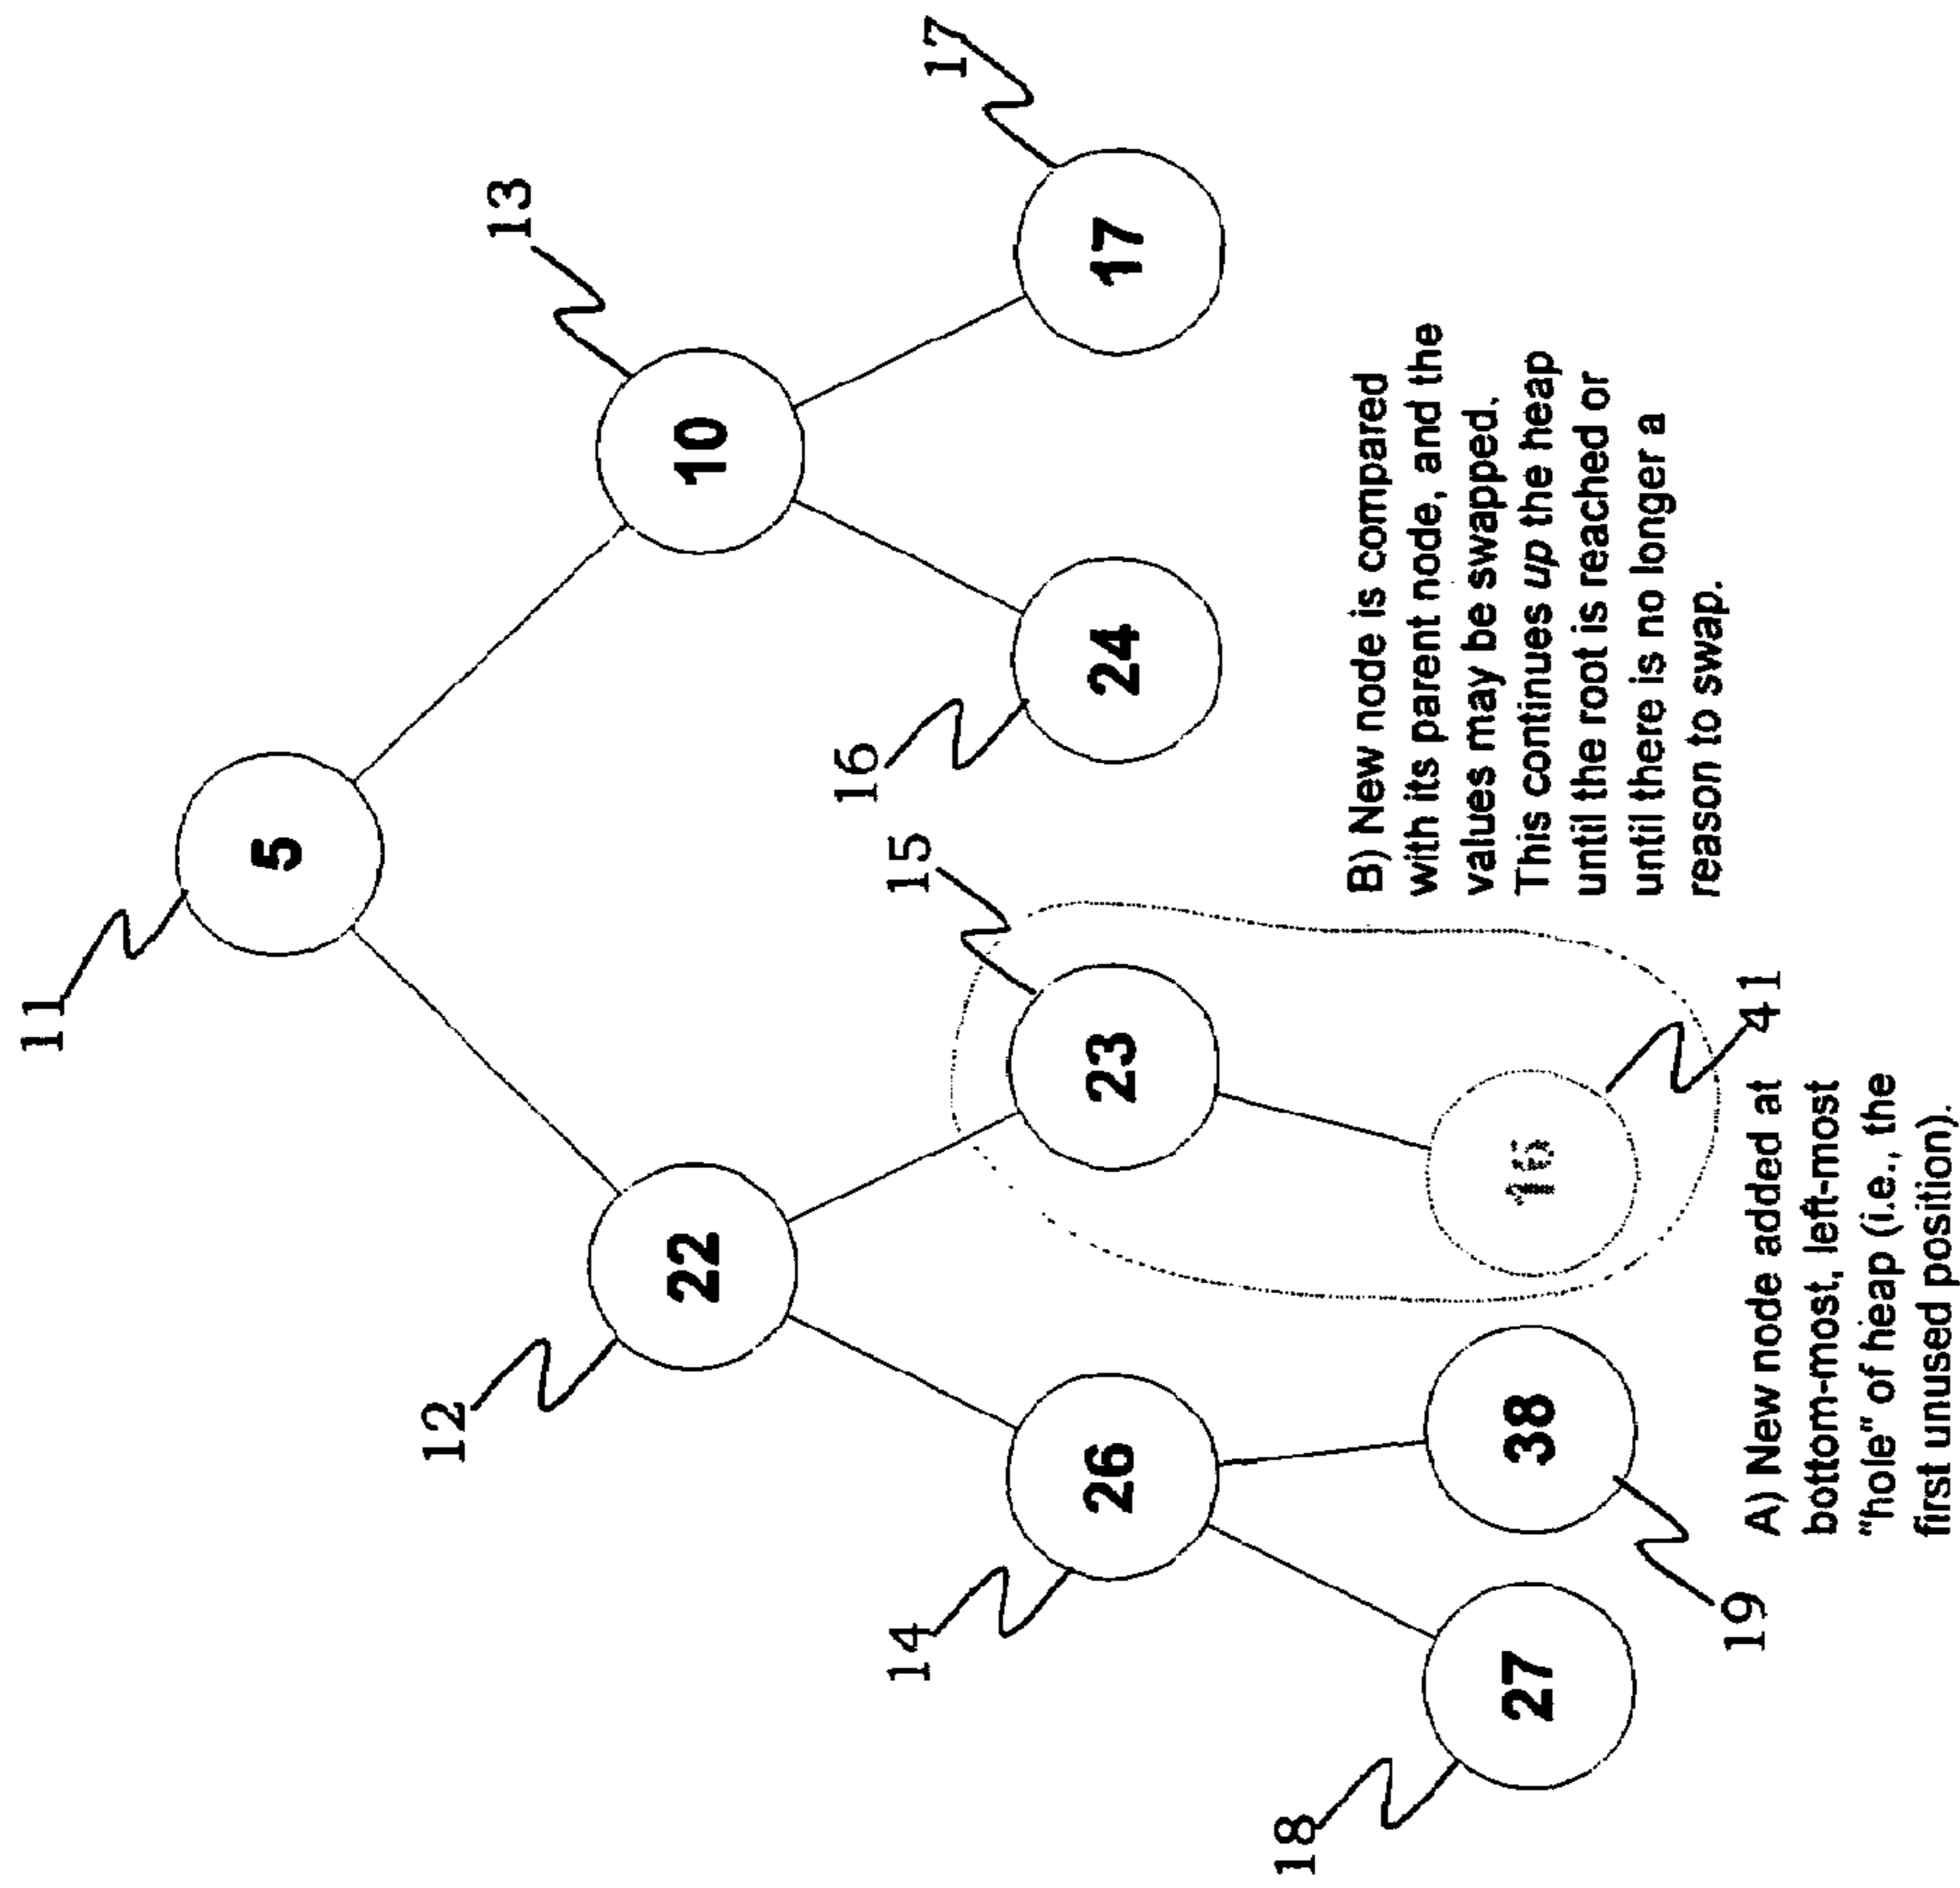 11
5
12
13
22
10
14
15
16
17
26
23
24
17
18
27
38
19
41
A) New node added at
bottom-most, left-most
"hole" of heap (i.e., the
first unused position).
B) New node is compared
with its parent node, and the
values may be swapped.
This continues up the heap
until the root is reached or
until there is no longer a
reason to swap.